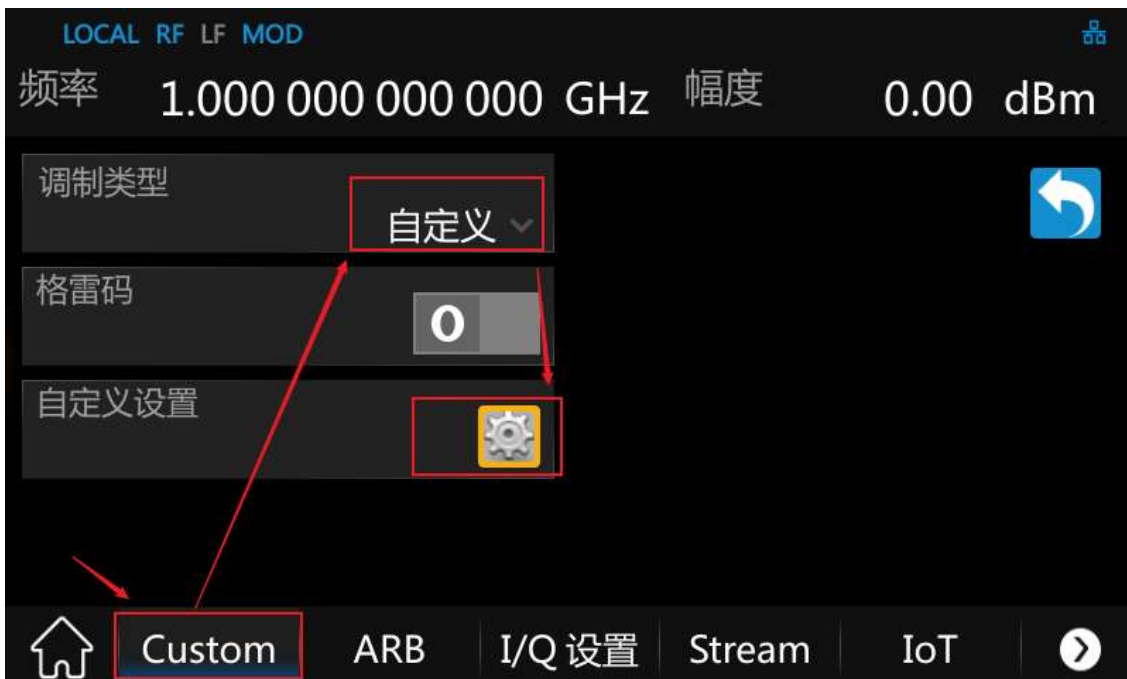 LOCAL RF LF MOD
频率 1.000 000 000 000 GHz 幅度 0.00 dBm
调制类型
自定义
格雷码
O
自定义设置
Custom ARB I/Q 设置 Stream IoT